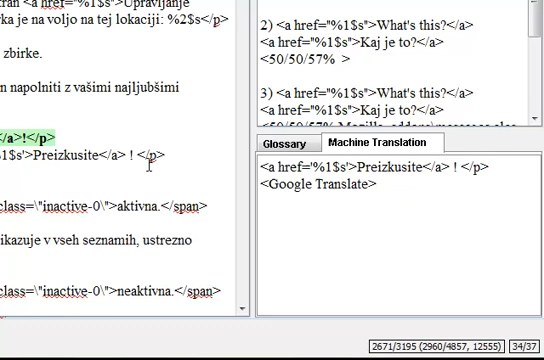 tran <a href="%1$s">Upravljanje
rka je na voljo na tej lokaciji: %2$s</p>
zbirke.
n napolniti z vašimi najljubšimi
/a>!</p>
%1$s'>Preizkusite</a> ! </p>
class=\"inactive-0\">aktivna.</span>
ikazuje v vseh seznamih, ustrezno
class=\"inactive-0\">neaktivna.</span>
2) <a href="%1$s">What's this?</a>
<a href="%1$s">Kaj je to?</a>
<50/50/57% >
3) <a href="%1$s">What's this?</a>
<a href="%1$s">Kaj je to?</a>
Glossary
Machine Translation
<a href='%1$s'>Preizkusite</a> ! </p>
<Google Translate>
2671/3195 (2960/4857, 12555)
34/37